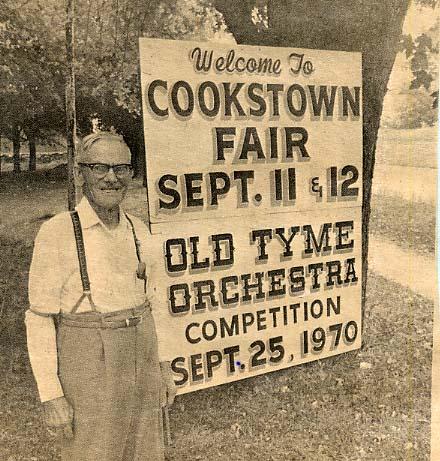 Welcome To
COOKSTOWN
FAIR
SEPT. 11 & 12
OLD TYME
ORCHESTRA
COMPETITION
SEPT. 25, 1970